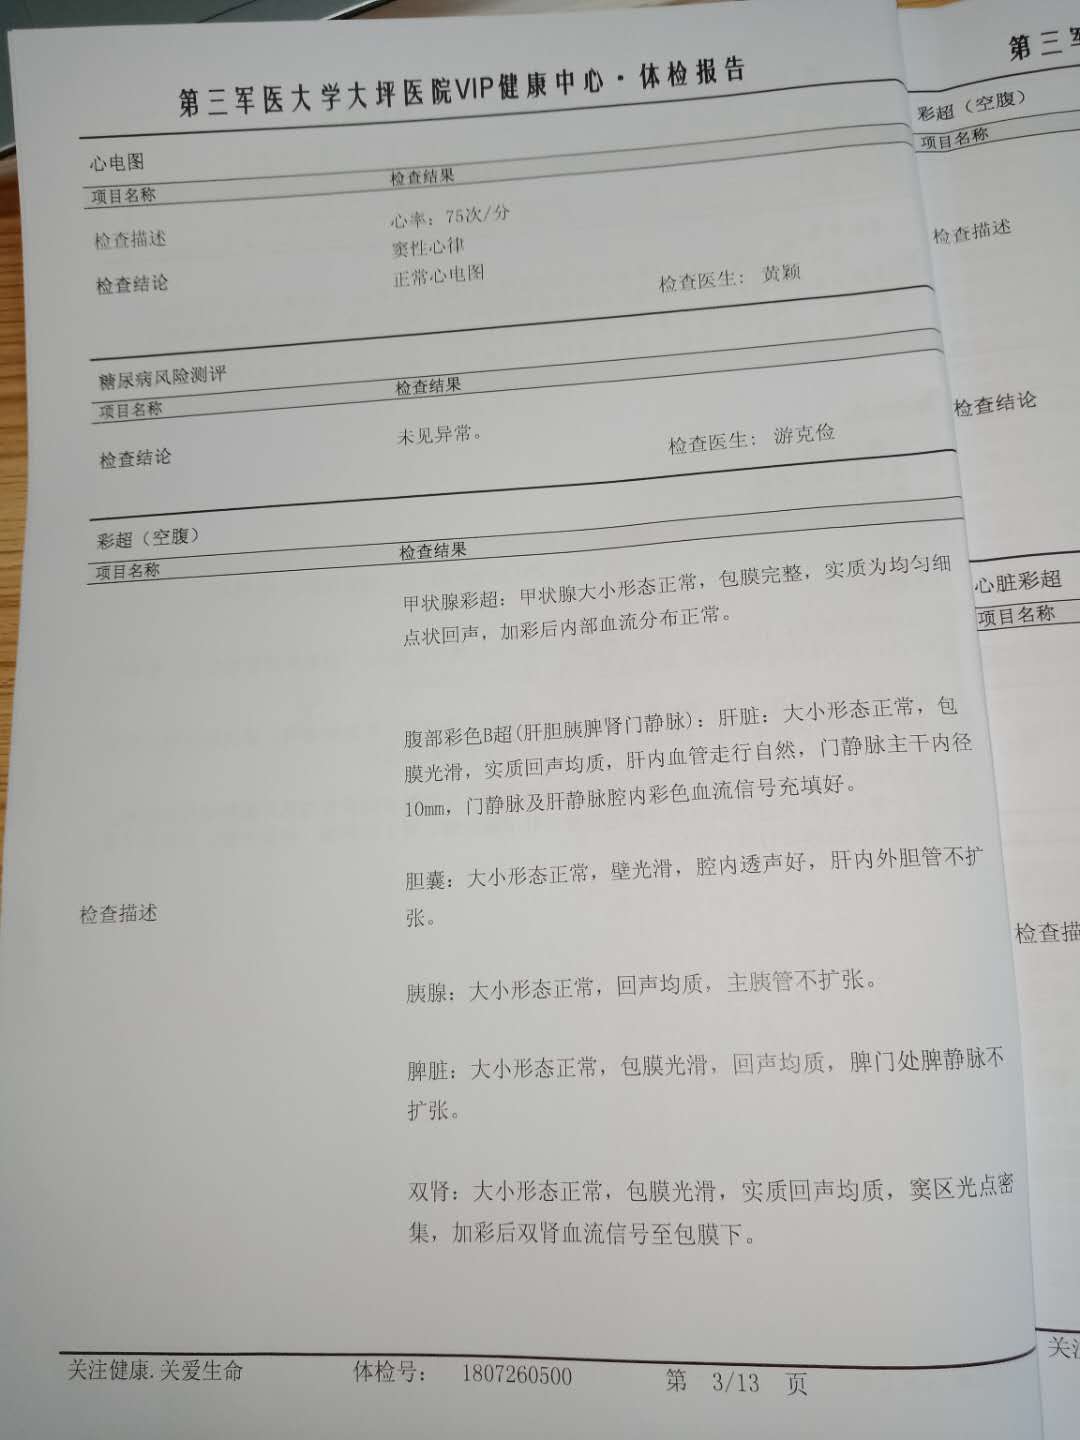 第三军医大学大坪医院VIP健康中心·体检报告
心电图
项目名称 检查结果
检查描述 心率：75次/分
窦性心律
检查结论 正常心电图 检查医生：黄颖
糖尿病风险测评
项目名称 检查结果
检查结论 未见异常。 检查医生：游克俭
彩超（空腹）
项目名称 检查结果
甲状腺彩超：甲状腺大小形态正常，包膜完整，实质为均匀细
点状回声，加彩后内部血流分布正常。
腹部彩色B超(肝胆胰脾肾门静脉)：肝脏：大小形态正常，包
膜光滑，实质回声均质，肝内血管走行自然，门静脉主干内径
10mm，门静脉及肝静脉腔内彩色血流信号充填好。
胆囊：大小形态正常，壁光滑，腔内透声好，肝内外胆管不扩
张。
检查描述
胰腺：大小形态正常，回声均质，主胰管不扩张。
脾脏：大小形态正常，包膜光滑，回声均质，脾门处脾静脉不
扩张。
双肾：大小形态正常，包膜光滑，实质回声均质，窦区光点密
集，加彩后双肾血流信号至包膜下。
关注健康.关爱生命 体检号： 1807260500 第 3/13 页
第三
彩超（空腹）
项目名称
检查描述
检查结论
心脏彩超
项目名称
检查描
关